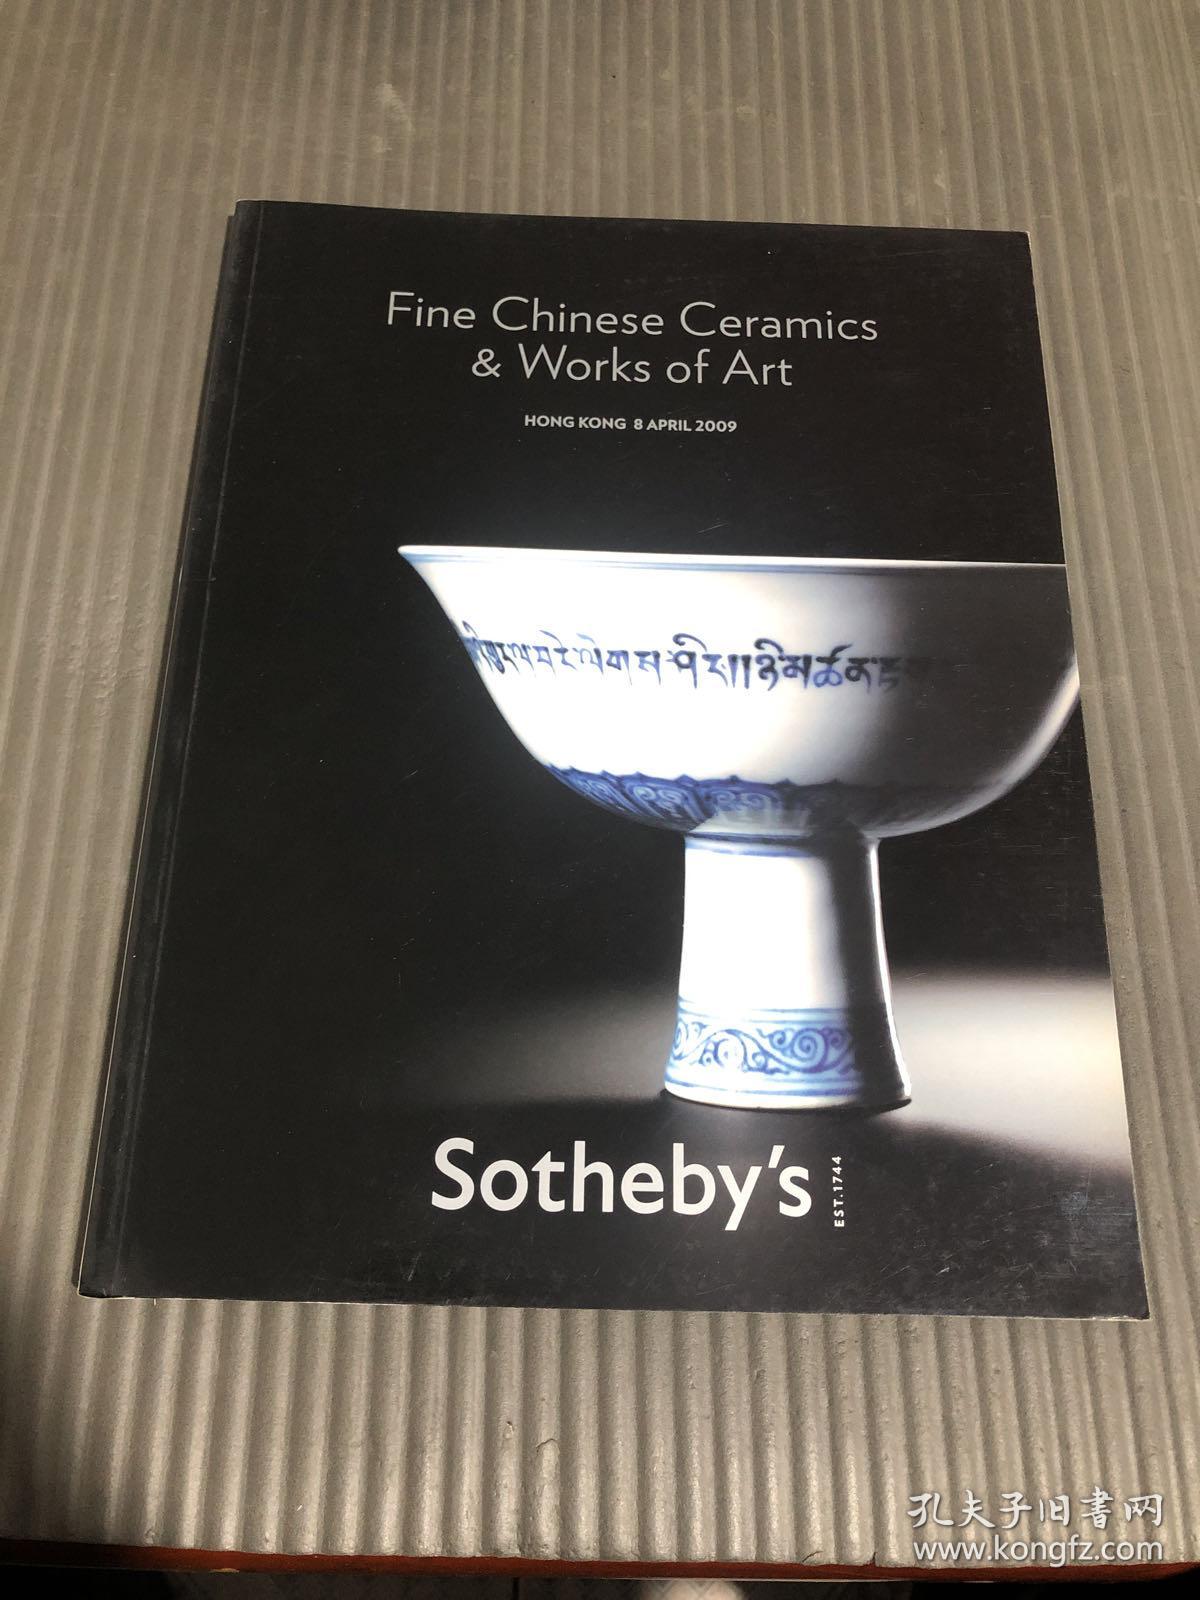 Fine Chinese Ceramics
& Works of Art
HONG KONG 8 APRIL 2009
Sotheby's
EST.1744
孔夫子旧书网
www.kongfz.com